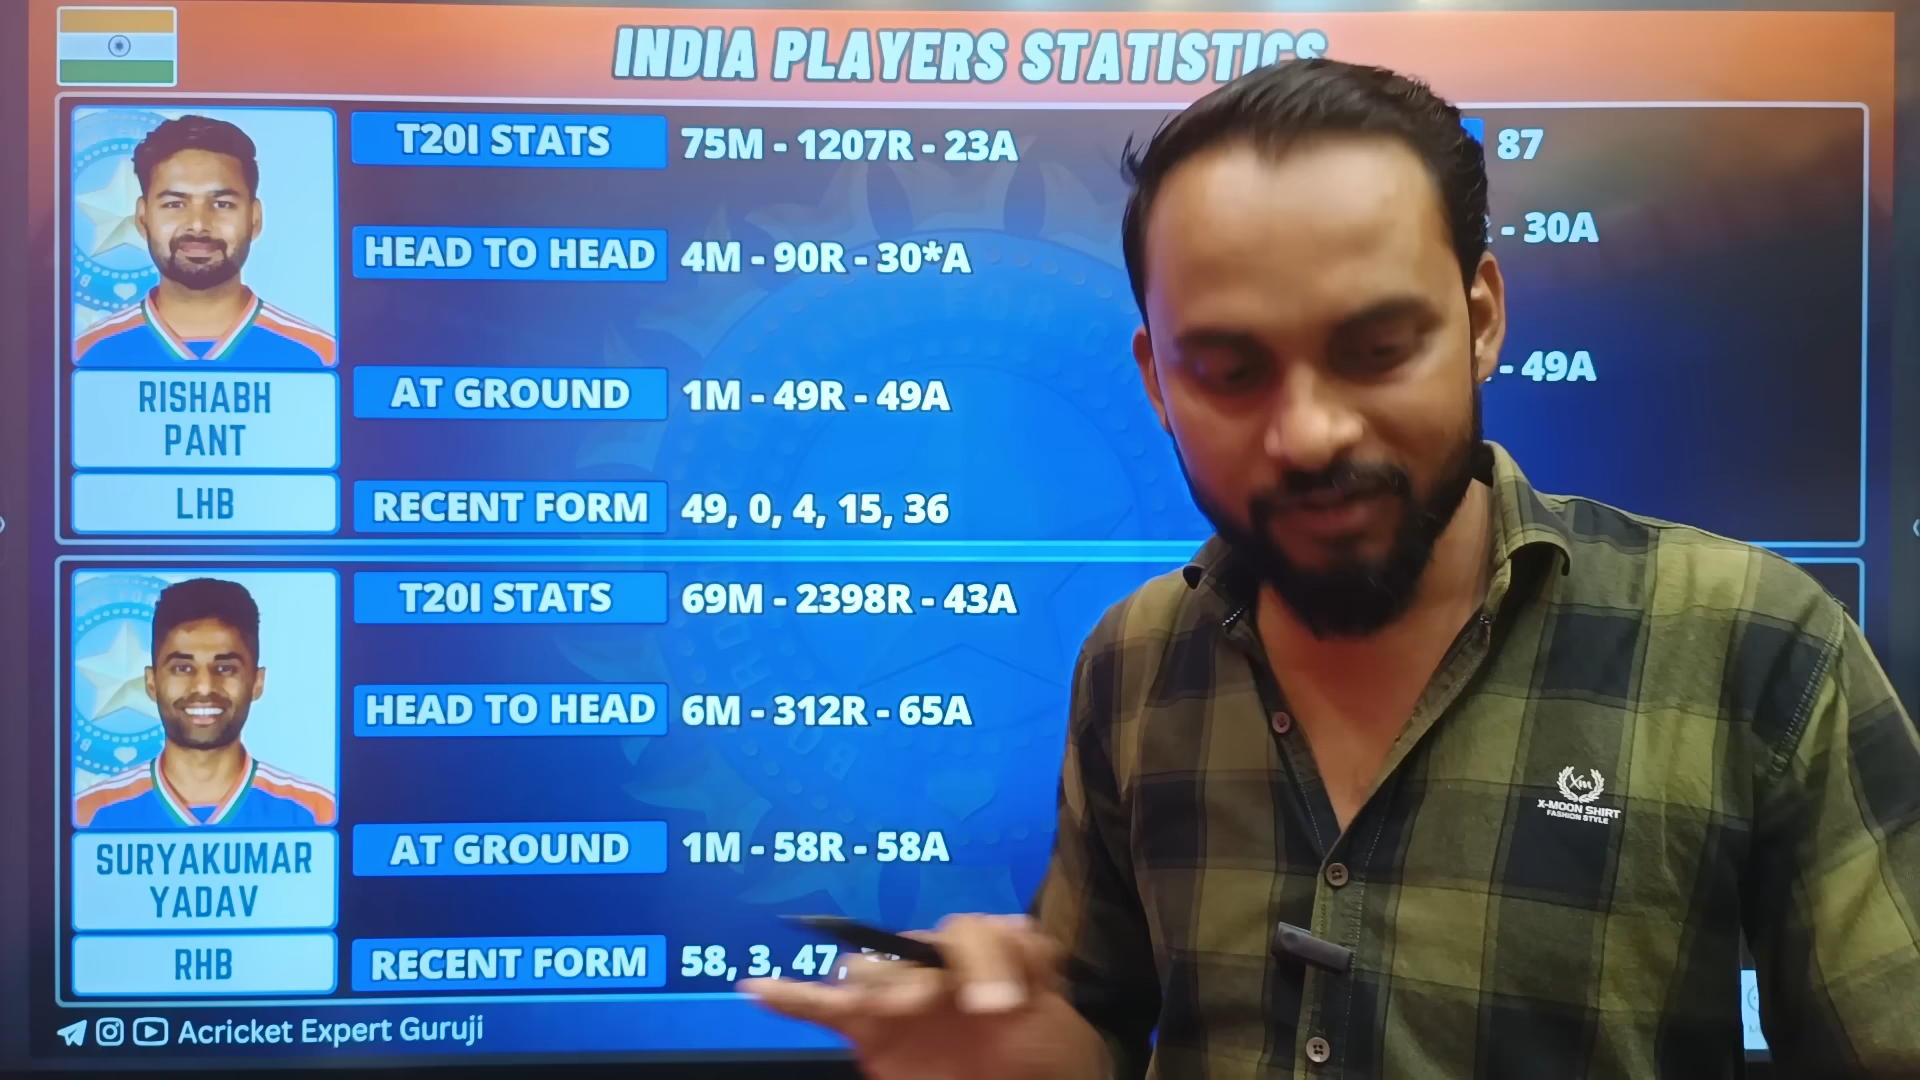 INDIA PLAYERS STATISTICS
T20I STATS 75M - 1207R - 23A 87
HEAD TO HEAD 4M - 90R - 30*A - 30A
AT GROUND 1M - 49R - 49A - 49A
RISHABH
PANT
LHB
RECENT FORM 49, 0, 4, 15, 36
T20I STATS 69M - 2398R - 43A
HEAD TO HEAD 6M - 312R - 65A
AT GROUND 1M - 58R - 58A
SURYAKUMAR
YADAV
RHB
RECENT FORM 58, 3, 47,
Acricket Expert Guruji
Xm
X-MOON SHIRT
FASHION STYLE